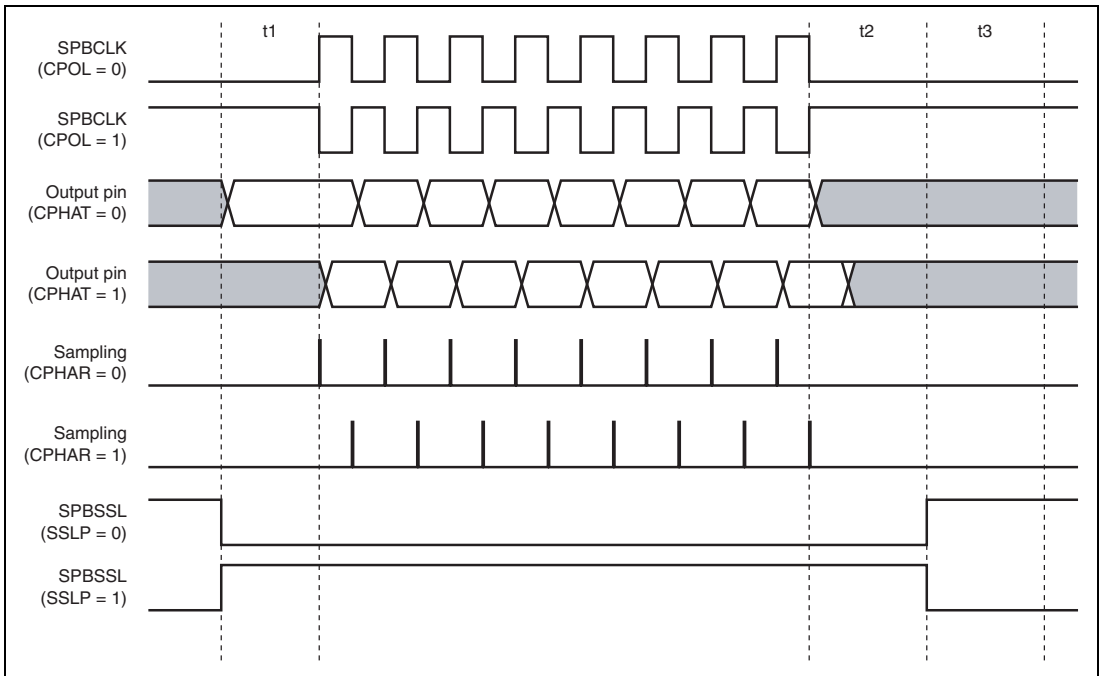 t1
t2
t3
SPBCLK
(CPOL = 0)
SPBCLK
(CPOL = 1)
Output pin
(CPHAT = 0)
Output pin
(CPHAT = 1)
Sampling
(CPHAR = 0)
Sampling
(CPHAR = 1)
SPBSSL
(SSLP = 0)
SPBSSL
(SSLP = 1)